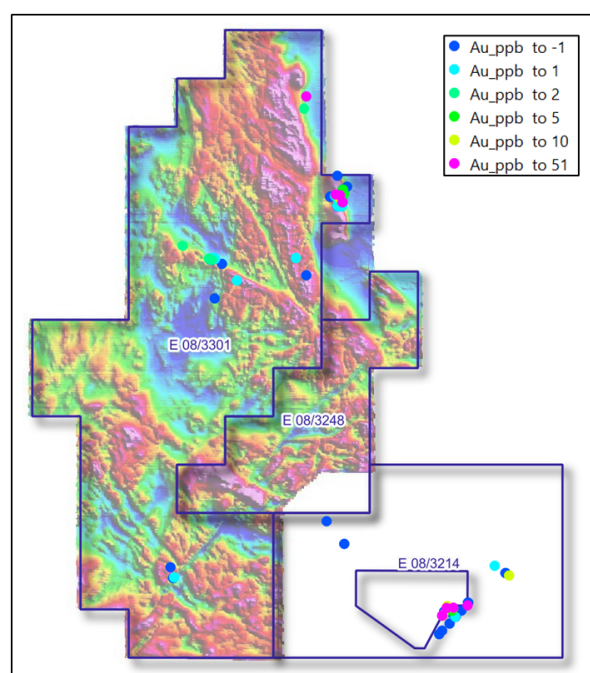 Au_ppb to -1
Au_ppb to 1
Au_ppb to 2
Au_ppb to 5
Au_ppb to 10
Au_ppb to 51
E 08/3301
E 08/3248
E 08/3214